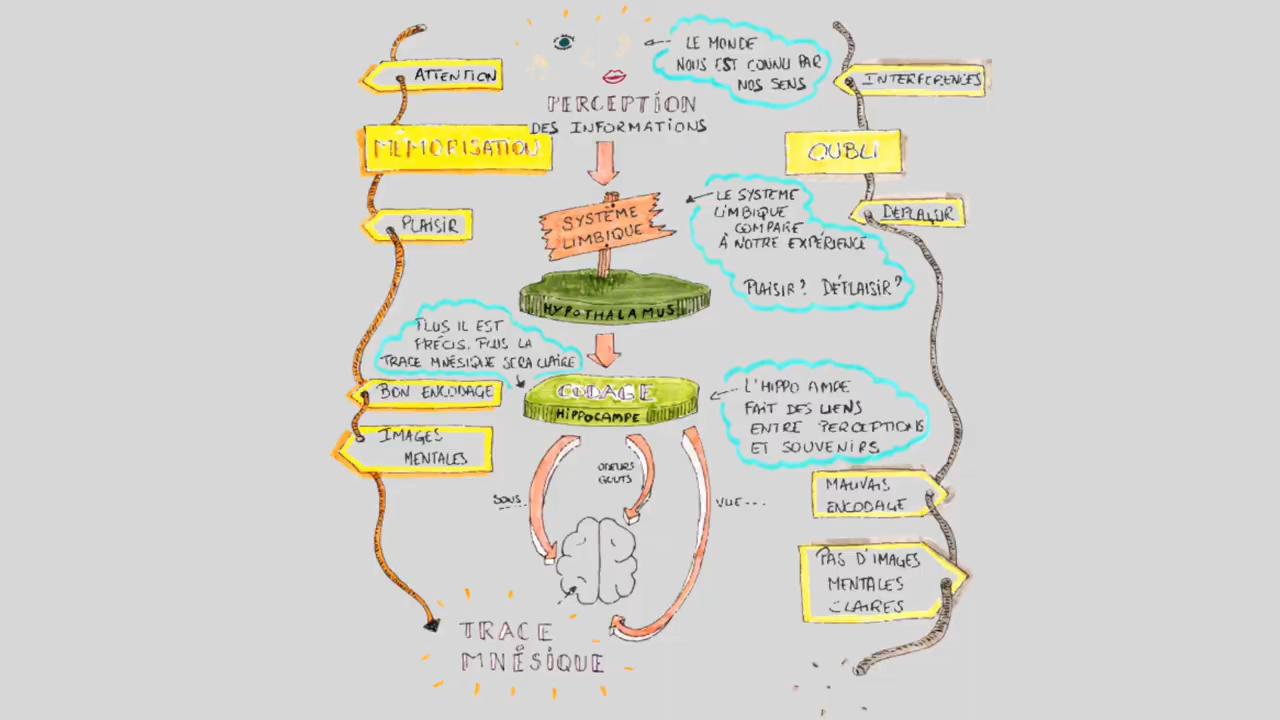 ATTENTION
MÉMORISATION
PLAISIR
BON ENCODAGE
IMAGES
MENTALES
PERCEPTION
DES INFORMATIONS
LE MONDE
NOUS EST CONNU PAR
NOS SENS
SYSTÈME
LIMBIQUE
HYPOTHALAMUS
LE SYSTEME
LIMBIQUE
COMPARE
À NOTRE EXPÉRIENCE
PLAISIR? DÉPLAISIR?
PLUS IL EST
PRÉCIS, PLUS LA
TRACE MNÉSIQUE SERA CLAIRE
CODAGE
HIPPOCAMPE
L'HIPPOCAMPE
FAIT DES LIENS
ENTRE PERCEPTIONS
ET SOUVENIRS
SONS...
ODEURS
GOUTS
VUE---
TRACE
MNÉSIQUE
INTERFERENCES
OUBLI
DEPLAISIR
MAUVAIS
ENCODAGE
PAS D'IMAGES
MENTALES
CLAIRES